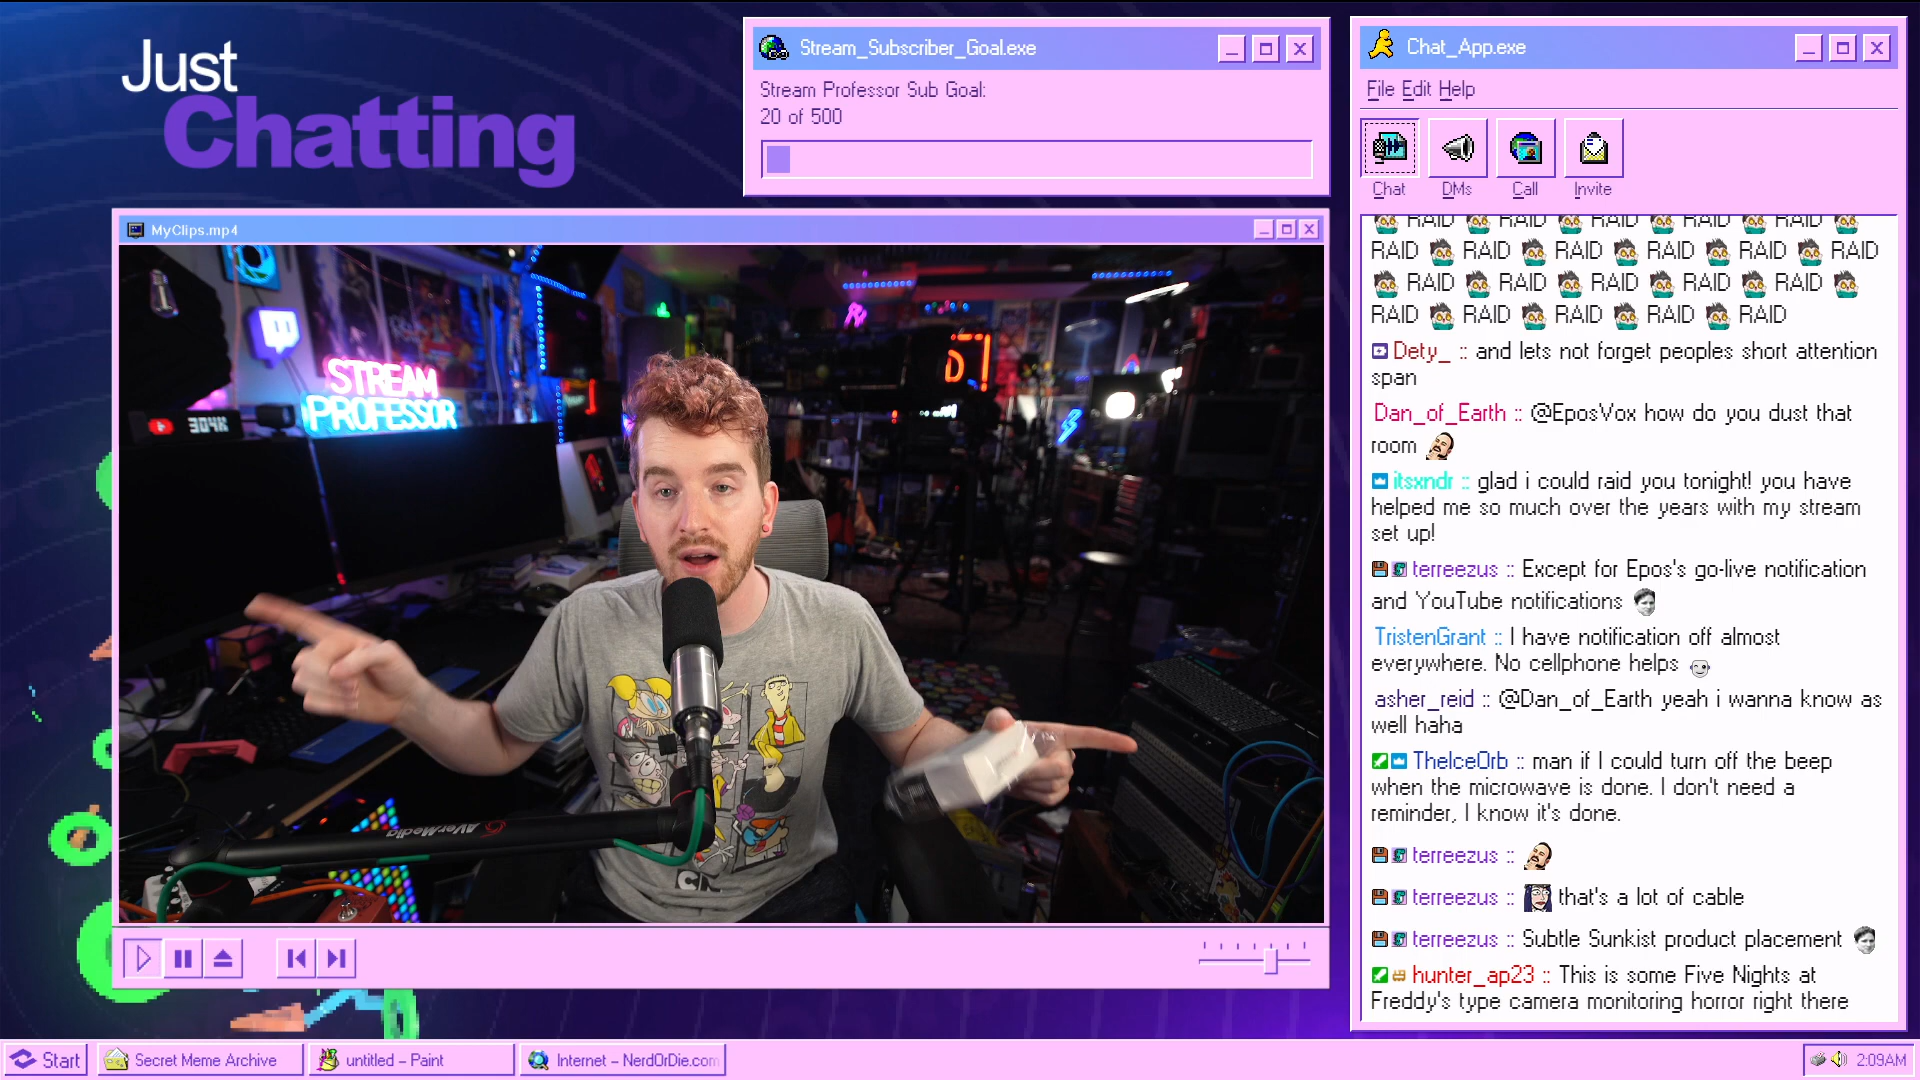 Just
Chatting
Stream_Subscriber_Goal.exe
Stream Professor Sub Goal:
20 of 500
MyClips.mp4
STREAM
PROFESSOR
304K
AVerMedia
CN
Chat_App.exe
File Edit Help
Chat DMs Call Invite
RAID RAID RAID RAID RAID
RAID RAID RAID RAID RAID RAID
RAID RAID RAID RAID RAID
RAID RAID RAID RAID RAID
Dety_ :: and lets not forget peoples short attention
span
Dan_of_Earth :: @EposVox how do you dust that
room
itsxndr :: glad i could raid you tonight! you have
helped me so much over the years with my stream
set up!
terreezus :: Except for Epos's go-live notification
and YouTube notifications
TristenGrant :: I have notification off almost
everywhere. No cellphone helps
asher_reid :: @Dan_of_Earth yeah i wanna know as
well haha
TheIceOrb :: man if I could turn off the beep
when the microwave is done. I don't need a
reminder, I know it's done.
terreezus ::
terreezus :: that's a lot of cable
terreezus :: Subtle Sunkist product placement
hunter_ap23 :: This is some Five Nights at
Freddy's type camera monitoring horror right there
Start
Secret Meme Archive
untitled - Paint
Internet - NerdOrDie.com
2:09AM